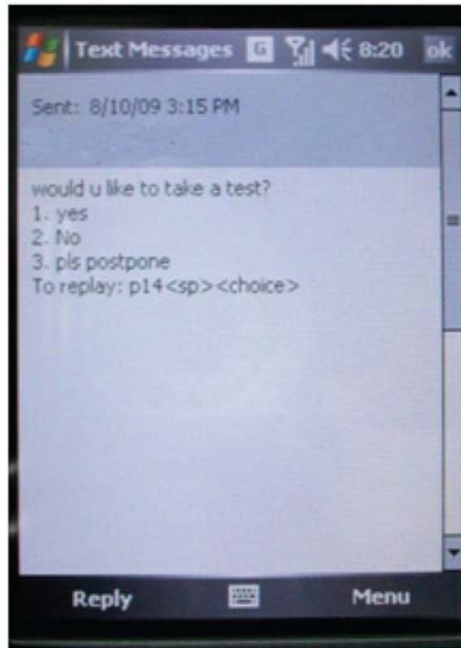 Text Messages G 8:20 ok
Sent: 8/10/09 3:15 PM
would u like to take a test?
1. yes
2. No
3. pls postpone
To replay: p14<sp><choice>
Reply Menu